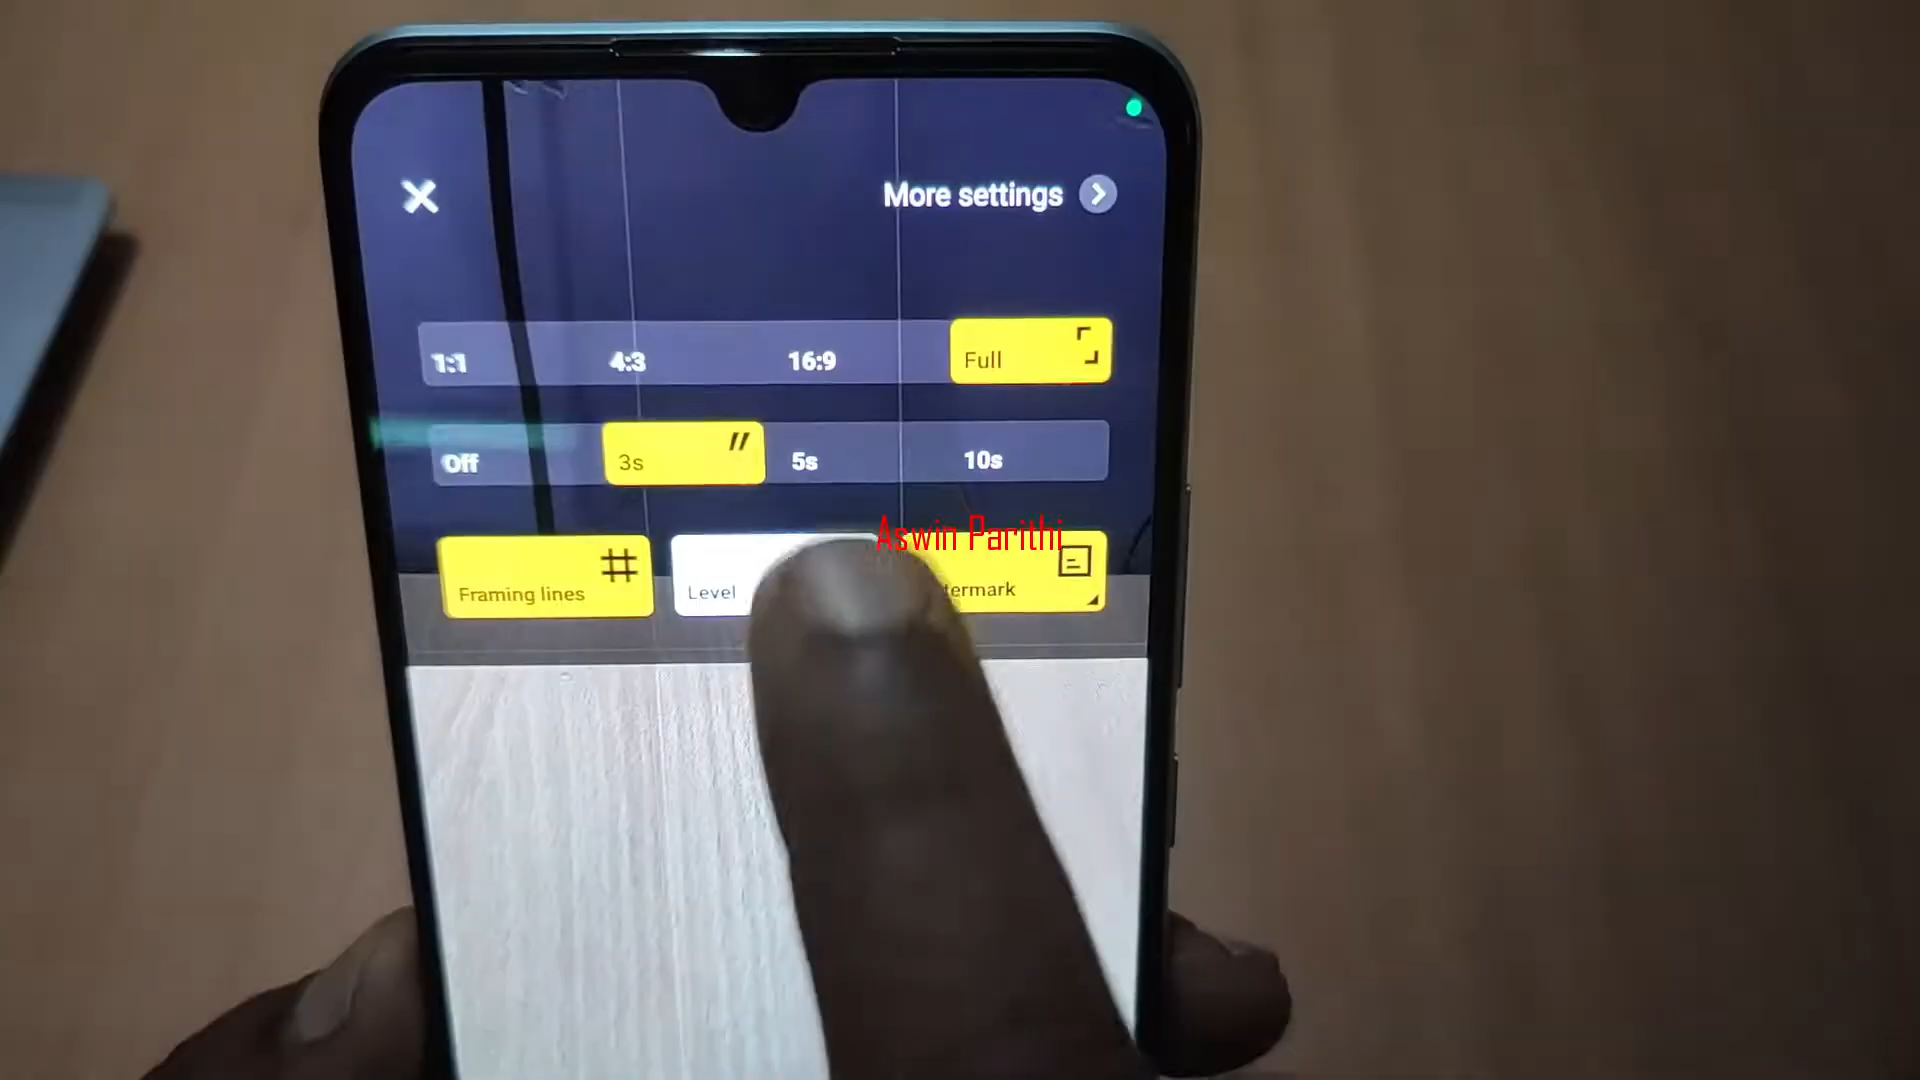 More settings
1:1 4:3 16:9 Full
Off 3s 5s 10s
Aswin Parithi
Framing lines Level termark